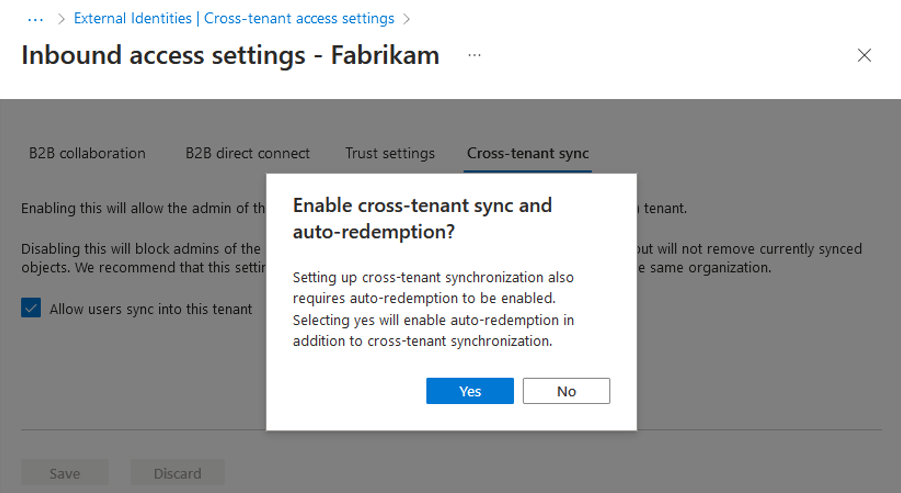 ... > External Identities | Cross-tenant access settings >
Inbound access settings - Fabrikam ...
B2B collaboration B2B direct connect Trust settings Cross-tenant sync
Enabling this will allow the admin of th
) tenant.
Disabling this will block admins of the
out will not remove currently synced
objects. We recommend that this settin
e same organization.
Allow users sync into this tenant
Enable cross-tenant sync and
auto-redemption?
Setting up cross-tenant synchronization also
requires auto-redemption to be enabled.
Selecting yes will enable auto-redemption in
addition to cross-tenant synchronization.
Yes No
Save Discard